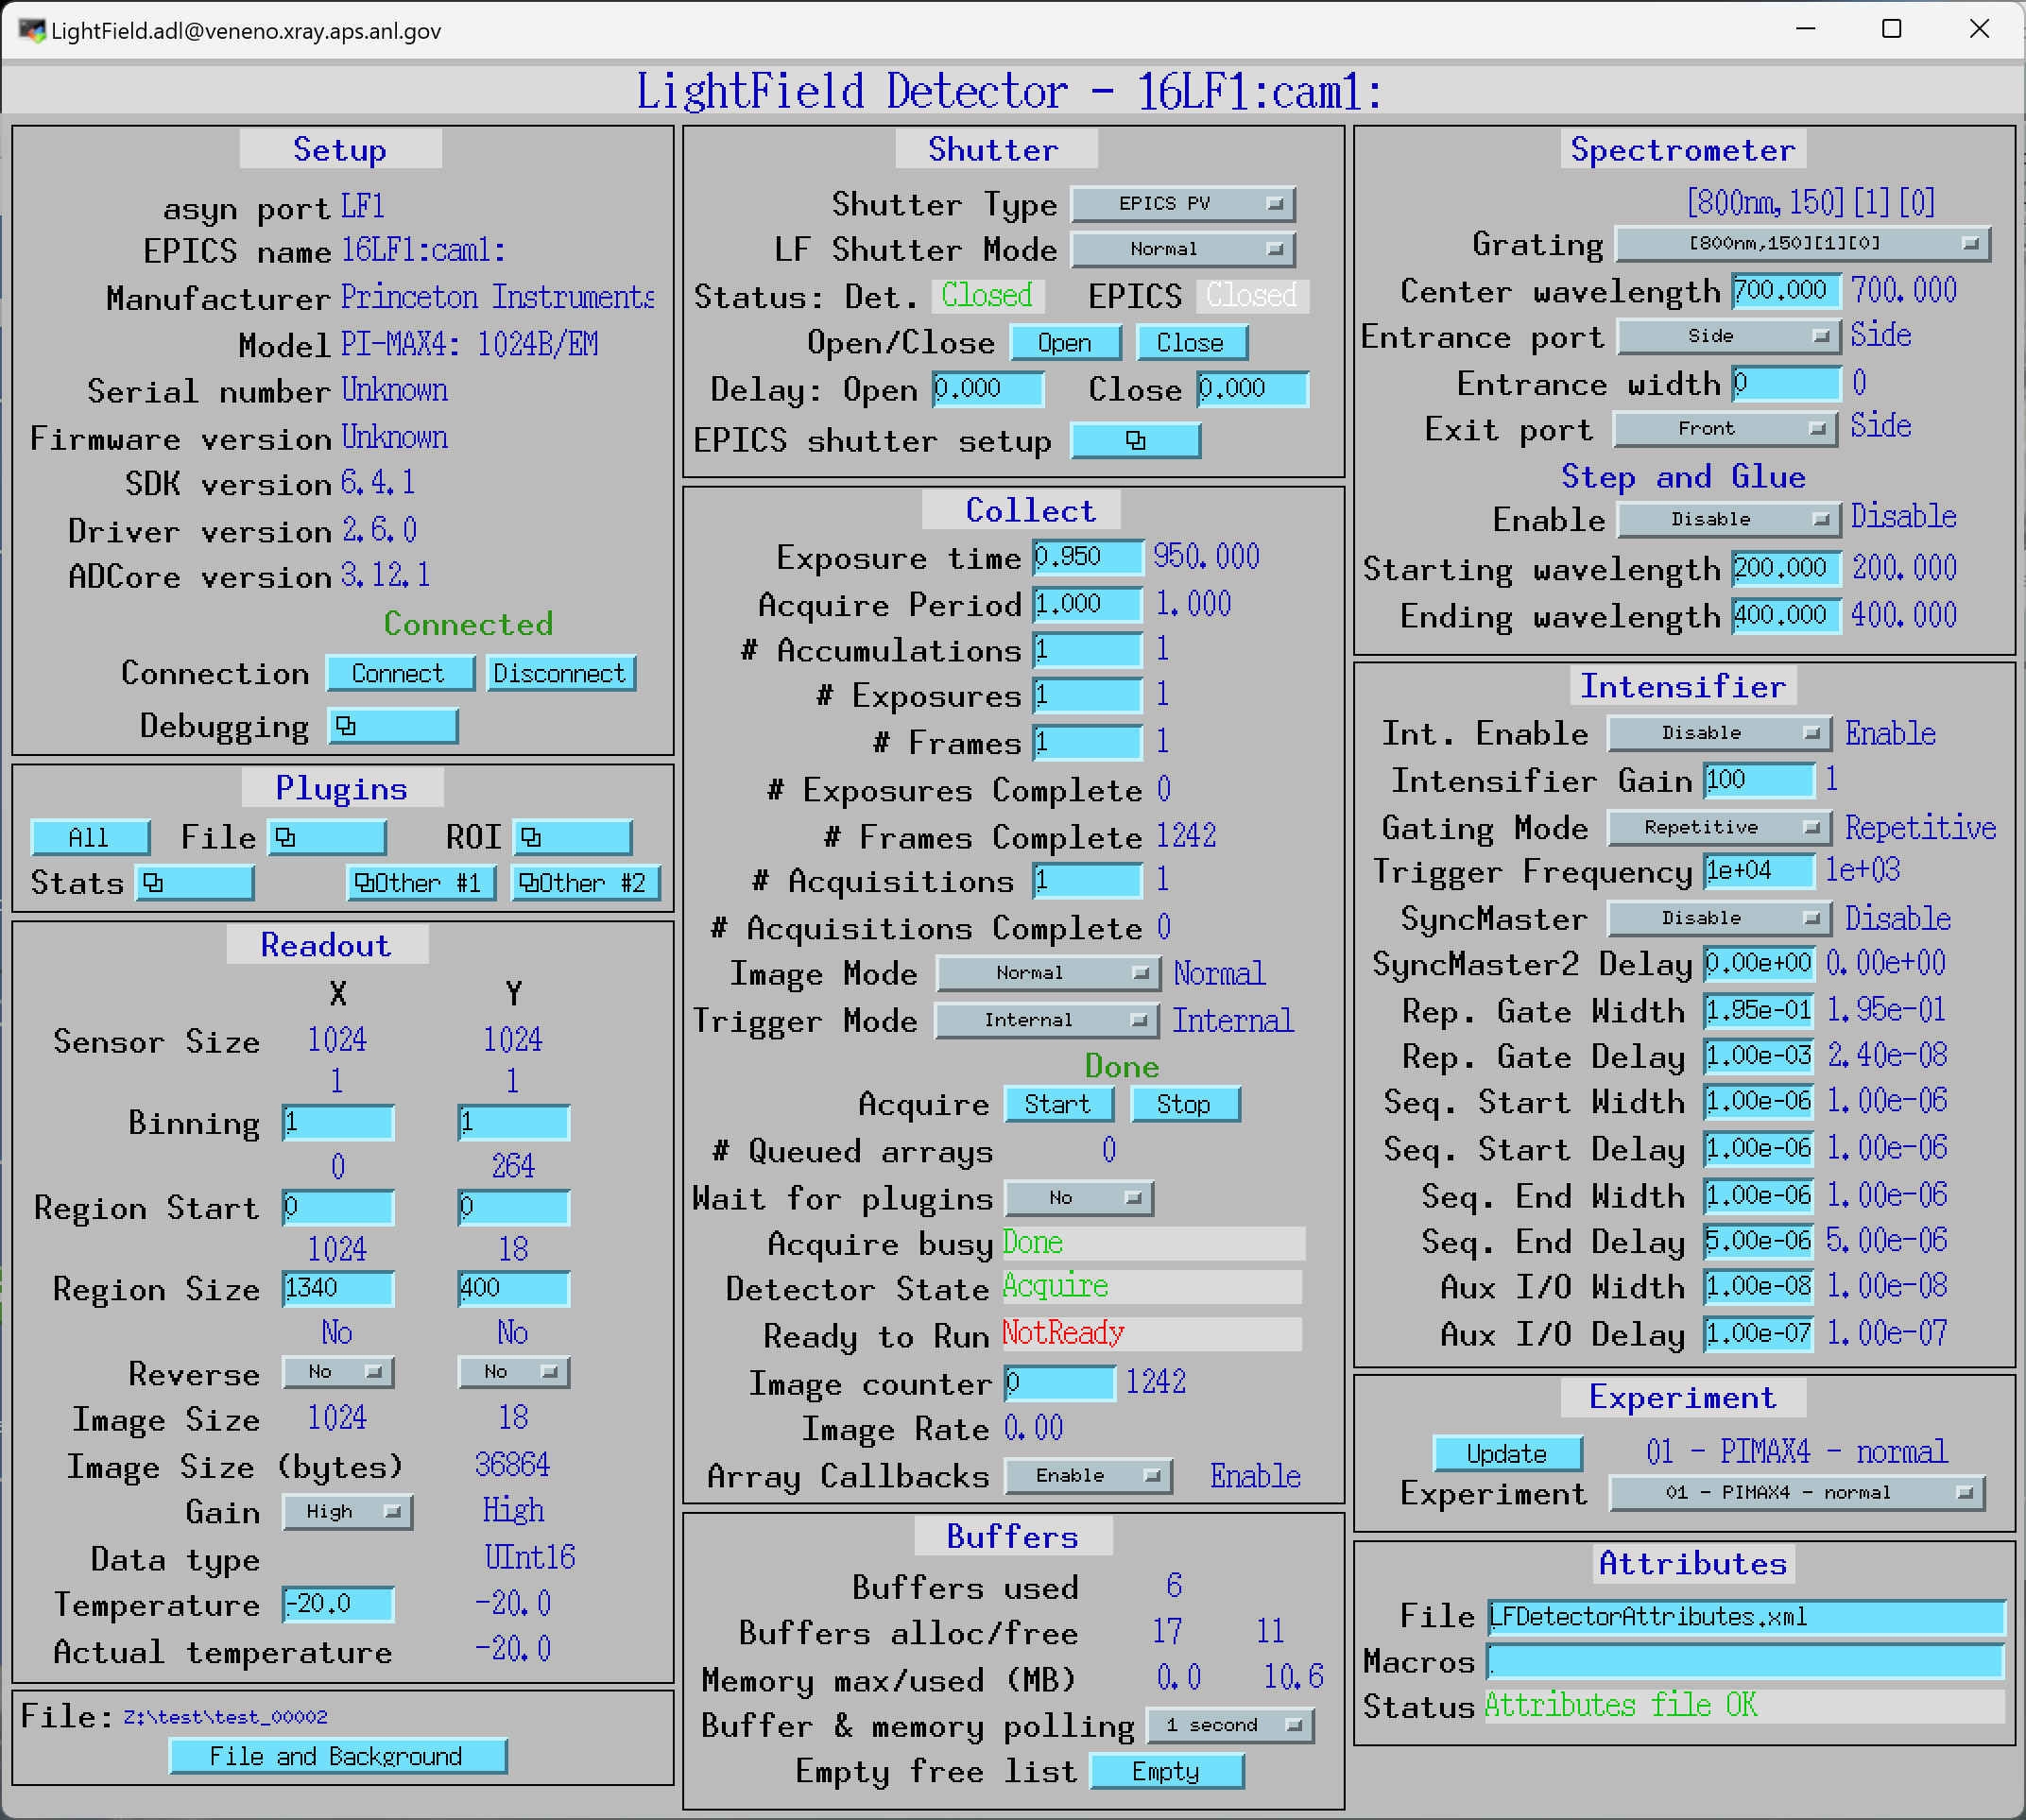 LightField.adl@veneno.xray.aps.anl.gov
LightField Detector - 16LF1:cam1:
Setup
asyn port LF1
EPICS name 16LF1:cam1:
Manufacturer Princeton Instruments
Model PI-MAX4: 1024B/EM
Serial number Unknown
Firmware version Unknown
SDK version 6.4.1
Driver version 2.6.0
ADCore version 3.12.1
Connected
Connection Connect Disconnect
Debugging
Plugins
All File ROI
Stats Other #1 Other #2
Readout
X Y
Sensor Size 1024 1024
1 1
Binning 1 1
0 264
Region Start 0 0
1024 18
Region Size 1340 400
No No
Reverse No No
Image Size 1024 18
Image Size (bytes) 36864
Gain High High
Data type UInt16
Temperature -20.0 -20.0
Actual temperature -20.0
File: Z:\test\test_00002
File and Background
Shutter
Shutter Type EPICS PV
LF Shutter Mode Normal
Status: Det. Closed EPICS Closed
Open/Close Open Close
Delay: Open 0.000 Close 0.000
EPICS shutter setup
Collect
Exposure time 0.950 950.000
Acquire Period 1.000 1.000
# Accumulations 1 1
# Exposures 1 1
# Frames 1 1
# Exposures Complete 0
# Frames Complete 1242
# Acquisitions 1 1
# Acquisitions Complete 0
Image Mode Normal Normal
Trigger Mode Internal Internal
Done
Acquire Start Stop
# Queued arrays 0
Wait for plugins No
Acquire busy Done
Detector State Acquire
Ready to Run NotReady
Image counter 0 1242
Image Rate 0.00
Array Callbacks Enable Enable
Buffers
Buffers used 6
Buffers alloc/free 17 11
Memory max/used (MB) 0.0 10.6
Buffer & memory polling 1 second
Empty free list Empty
Spectrometer
[800nm,150][1][0]
Grating [800nm,150][1][0]
Center wavelength 700.000 700.000
Entrance port Side Side
Entrance width 0 0
Exit port Front Side
Step and Glue
Enable Disable Disable
Starting wavelength 200.000 200.000
Ending wavelength 400.000 400.000
Intensifier
Int. Enable Disable Enable
Intensifier Gain 100 1
Gating Mode Repetitive Repetitive
Trigger Frequency 1e+04 1e+03
SyncMaster Disable Disable
SyncMaster2 Delay 0.00e+00 0.00e+00
Rep. Gate Width 1.95e-01 1.95e-01
Rep. Gate Delay 1.00e-03 2.40e-08
Seq. Start Width 1.00e-06 1.00e-06
Seq. Start Delay 1.00e-06 1.00e-06
Seq. End Width 1.00e-06 1.00e-06
Seq. End Delay 5.00e-06 5.00e-06
Aux I/O Width 1.00e-08 1.00e-08
Aux I/O Delay 1.00e-07 1.00e-07
Experiment
Update 01 - PIMAX4 - normal
Experiment 01 - PIMAX4 - normal
Attributes
File LFDetectorAttributes.xml
Macros
Status Attributes file OK